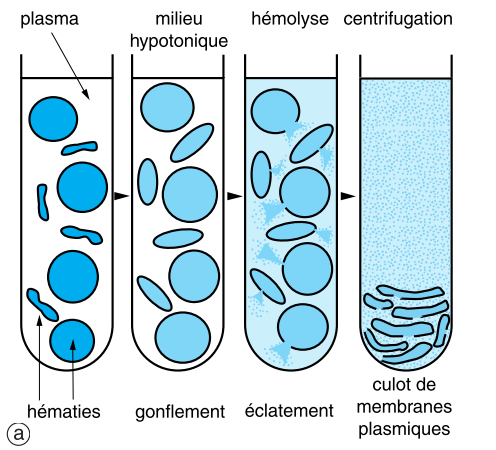 plasma
milieu
hypotonique
hémolyse
centrifugation
hématies
gonflement
éclatement
culot de
membranes
plasmiques
a